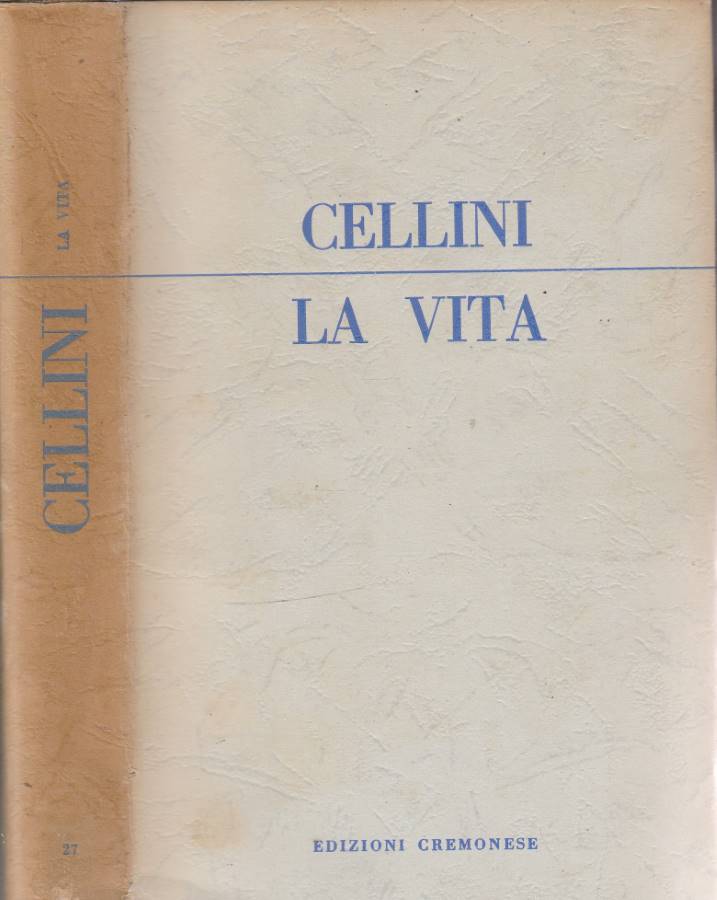 LA VITA
CELLINI
27
CELLINI
LA VITA
EDIZIONI CREMONESE